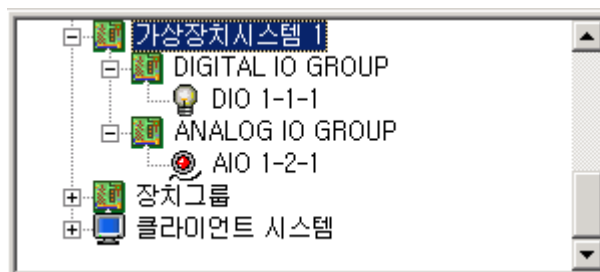 가상장치시스템 1
DIGITAL IO GROUP
DIO 1-1-1
ANALOG IO GROUP
AIO 1-2-1
장치그룹
클라이언트 시스템